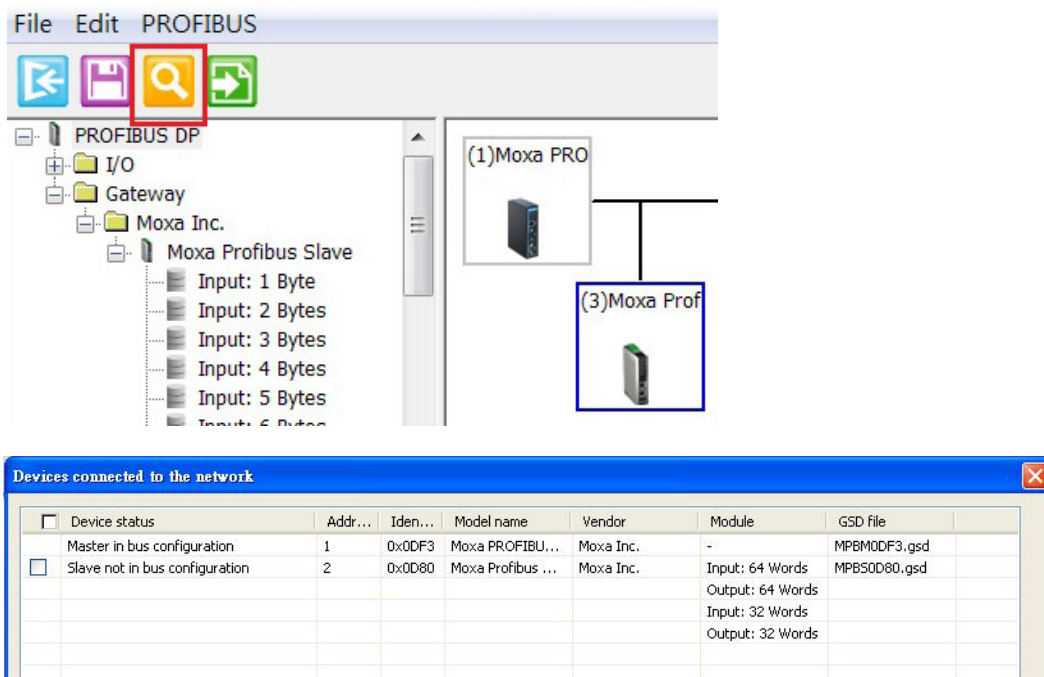 File Edit PROFIBUS
PROFIBUS DP
I/O
Gateway
Moxa Inc.
Moxa Profibus Slave
Input: 1 Byte
Input: 2 Bytes
Input: 3 Bytes
Input: 4 Bytes
Input: 5 Bytes
Input: 6 Bytes
(1)Moxa PRO
(3)Moxa Prof
Devices connected to the network
Device status Addr... Iden... Model name Vendor Module GSD file
Master in bus configuration 1 0x0DF3 Moxa PROFIBU... Moxa Inc. - MPBM0DF3.gsd
Slave not in bus configuration 2 0x0D80 Moxa Profibus ... Moxa Inc. Input: 64 Words MPBS0D80.gsd
Output: 64 Words
Input: 32 Words
Output: 32 Words